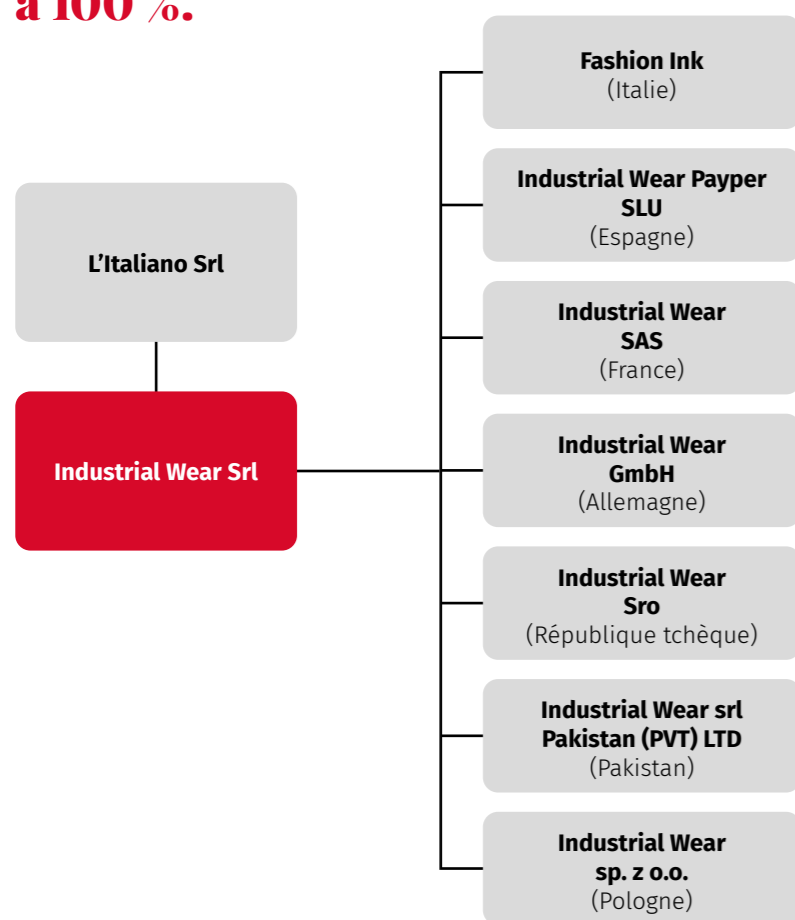 à 100 %.
L’Italiano Srl
Industrial Wear Srl
Fashion Ink
(Italie)
Industrial Wear Payper
SLU
(Espagne)
Industrial Wear
SAS
(France)
Industrial Wear
GmbH
(Allemagne)
Industrial Wear
Sro
(République tchèque)
Industrial Wear srl
Pakistan (PVT) LTD
(Pakistan)
Industrial Wear
sp. z o.o.
(Pologne)